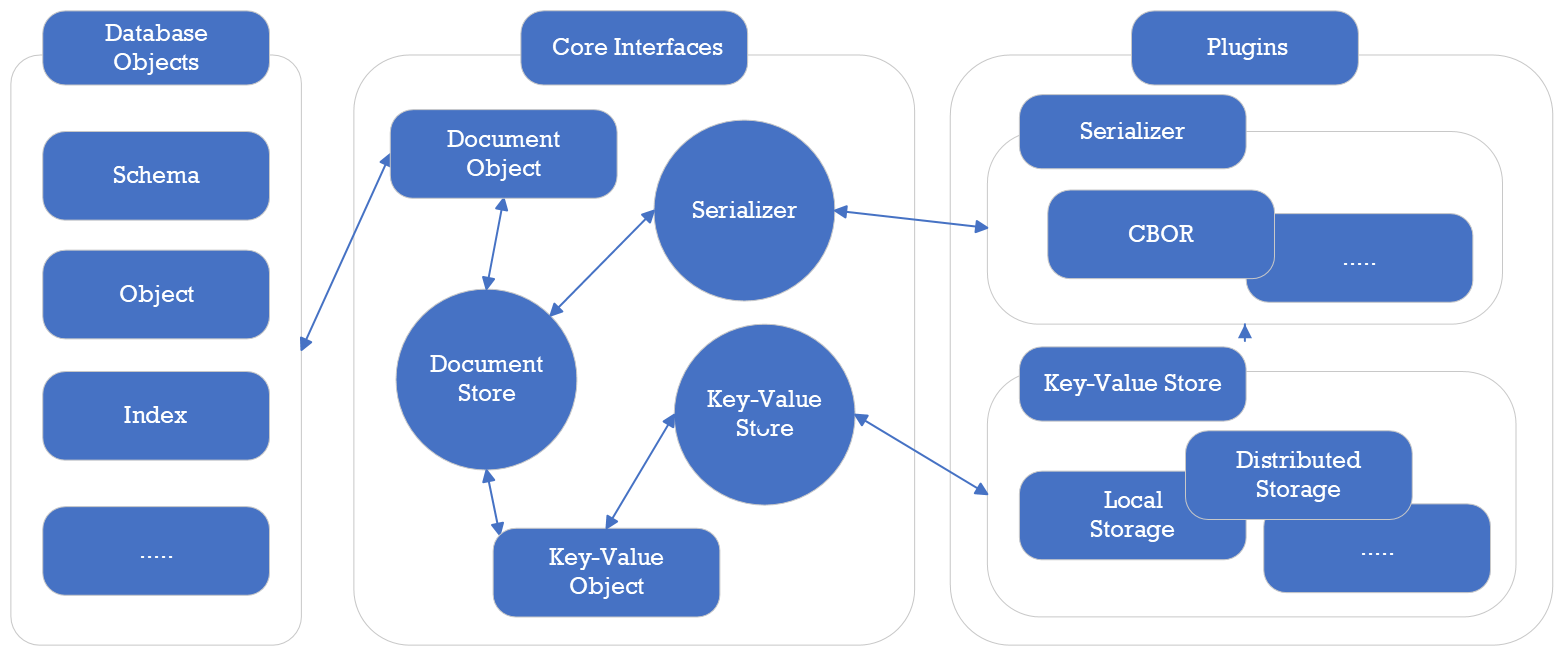 Database
Objects
Schema
Object
Index
.....
Core Interfaces
Document
Object
Serializer
Document
Store
Key-Value
Store
Key-Value
Object
Plugins
Serializer
CBOR
.....
Key-Value Store
Distributed
Storage
Local
Storage
.....